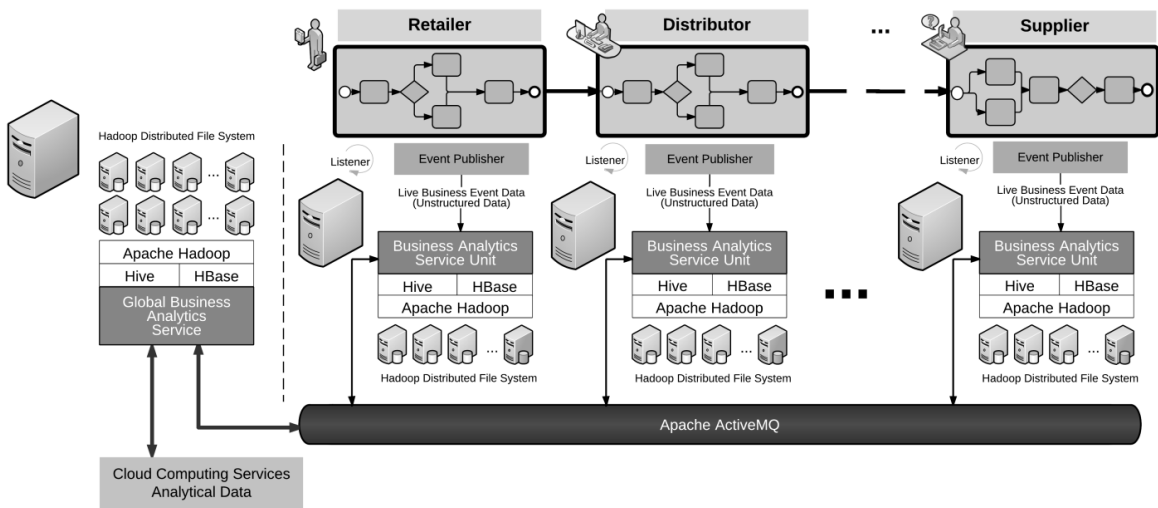 Retailer
Distributor
...
Supplier
Hadoop Distributed File System
...
...
Apache Hadoop
Hive
HBase
Global Business
Analytics
Service
Cloud Computing Services
Analytical Data
Listener
Event Publisher
Live Business Event Data
(Unstructured Data)
Business Analytics
Service Unit
Hive
HBase
Apache Hadoop
...
Hadoop Distributed File System
Listener
Event Publisher
Live Business Event Data
(Unstructured Data)
Business Analytics
Service Unit
Hive
HBase
Apache Hadoop
...
Hadoop Distributed File System
...
Listener
Event Publisher
Live Business Event Data
(Unstructured Data)
Business Analytics
Service Unit
Hive
HBase
Apache Hadoop
...
Hadoop Distributed File System
Apache ActiveMQ